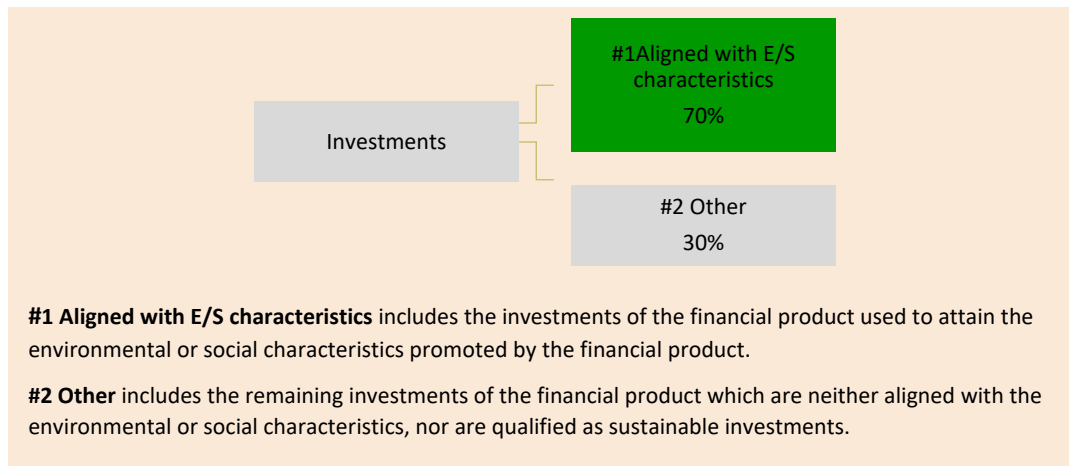 #1Aligned with E/S
characteristics
70%
Investments
#2 Other
30%
#1 Aligned with E/S characteristics includes the investments of the financial product used to attain the
environmental or social characteristics promoted by the financial product.
#2 Other includes the remaining investments of the financial product which are neither aligned with the
environmental or social characteristics, nor are qualified as sustainable investments.